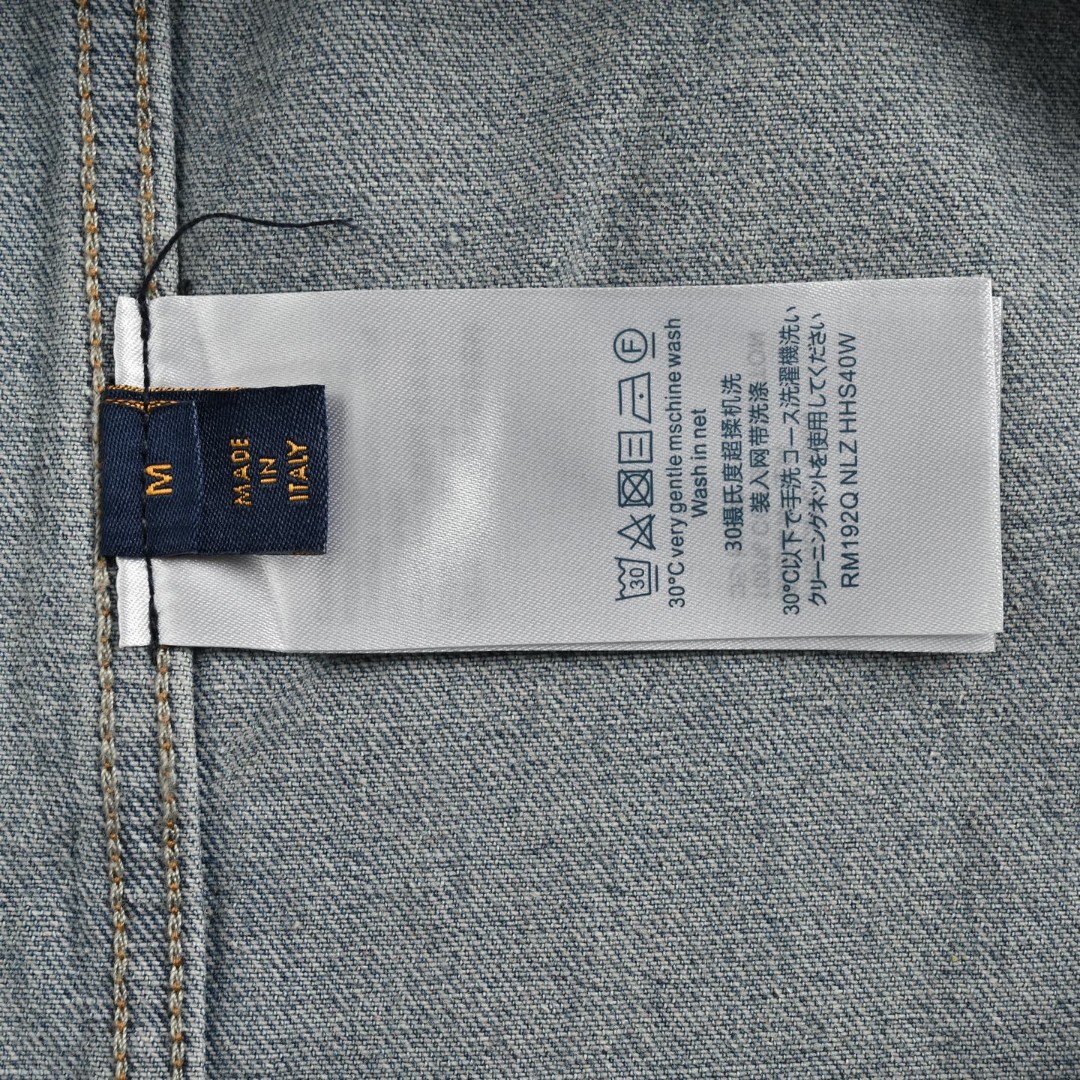 M
MADE
IN
ITALY
30
F
30°C very gentle mschine wash
Wash in net
30摄氏度超揉机洗
装入网带洗涤
30°C以下で手洗コース洗濯機洗い
クリーニングネットを使用してください
RM192Q NLZ HHS40W